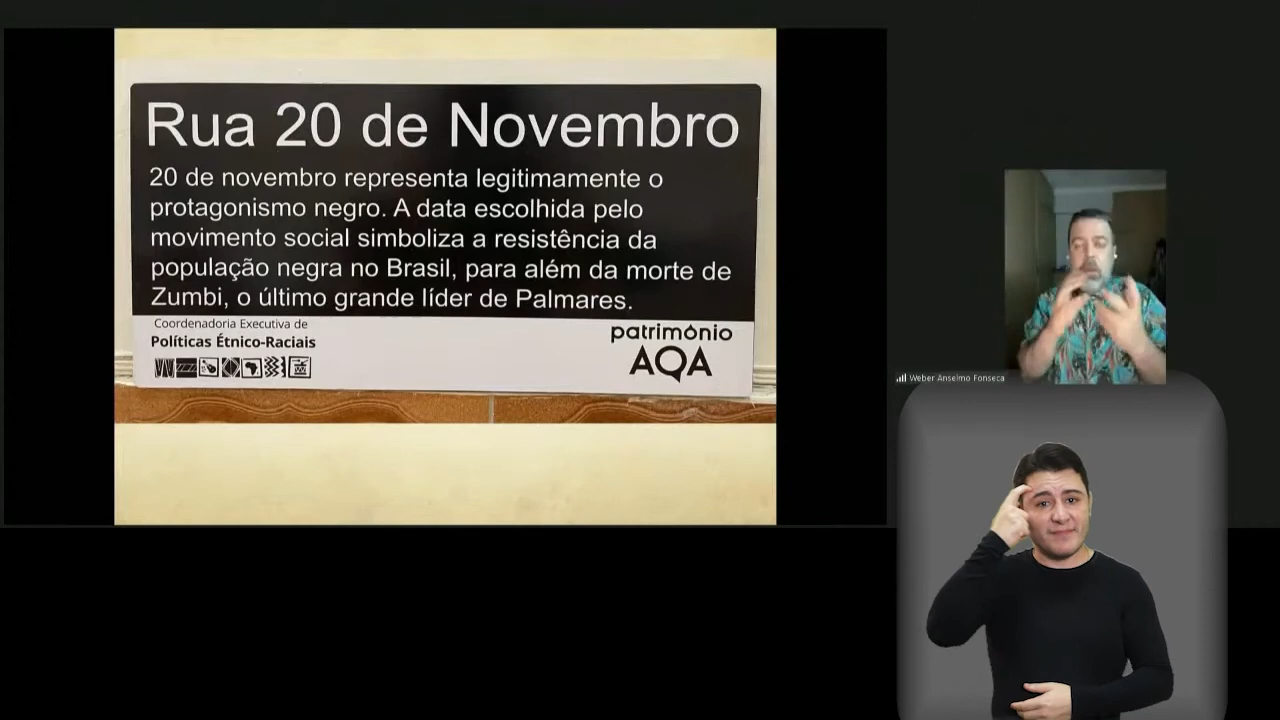 Rua 20 de Novembro
20 de novembro representa legitimamente o
protagonismo negro. A data escolhida pelo
movimento social simboliza a resistência da
população negra no Brasil, para além da morte de
Zumbi, o último grande líder de Palmares.
Coordenadoria Executiva de
Políticas Étnico-Raciais
patrimônio
AQA
Weber Anselmo Fonseca